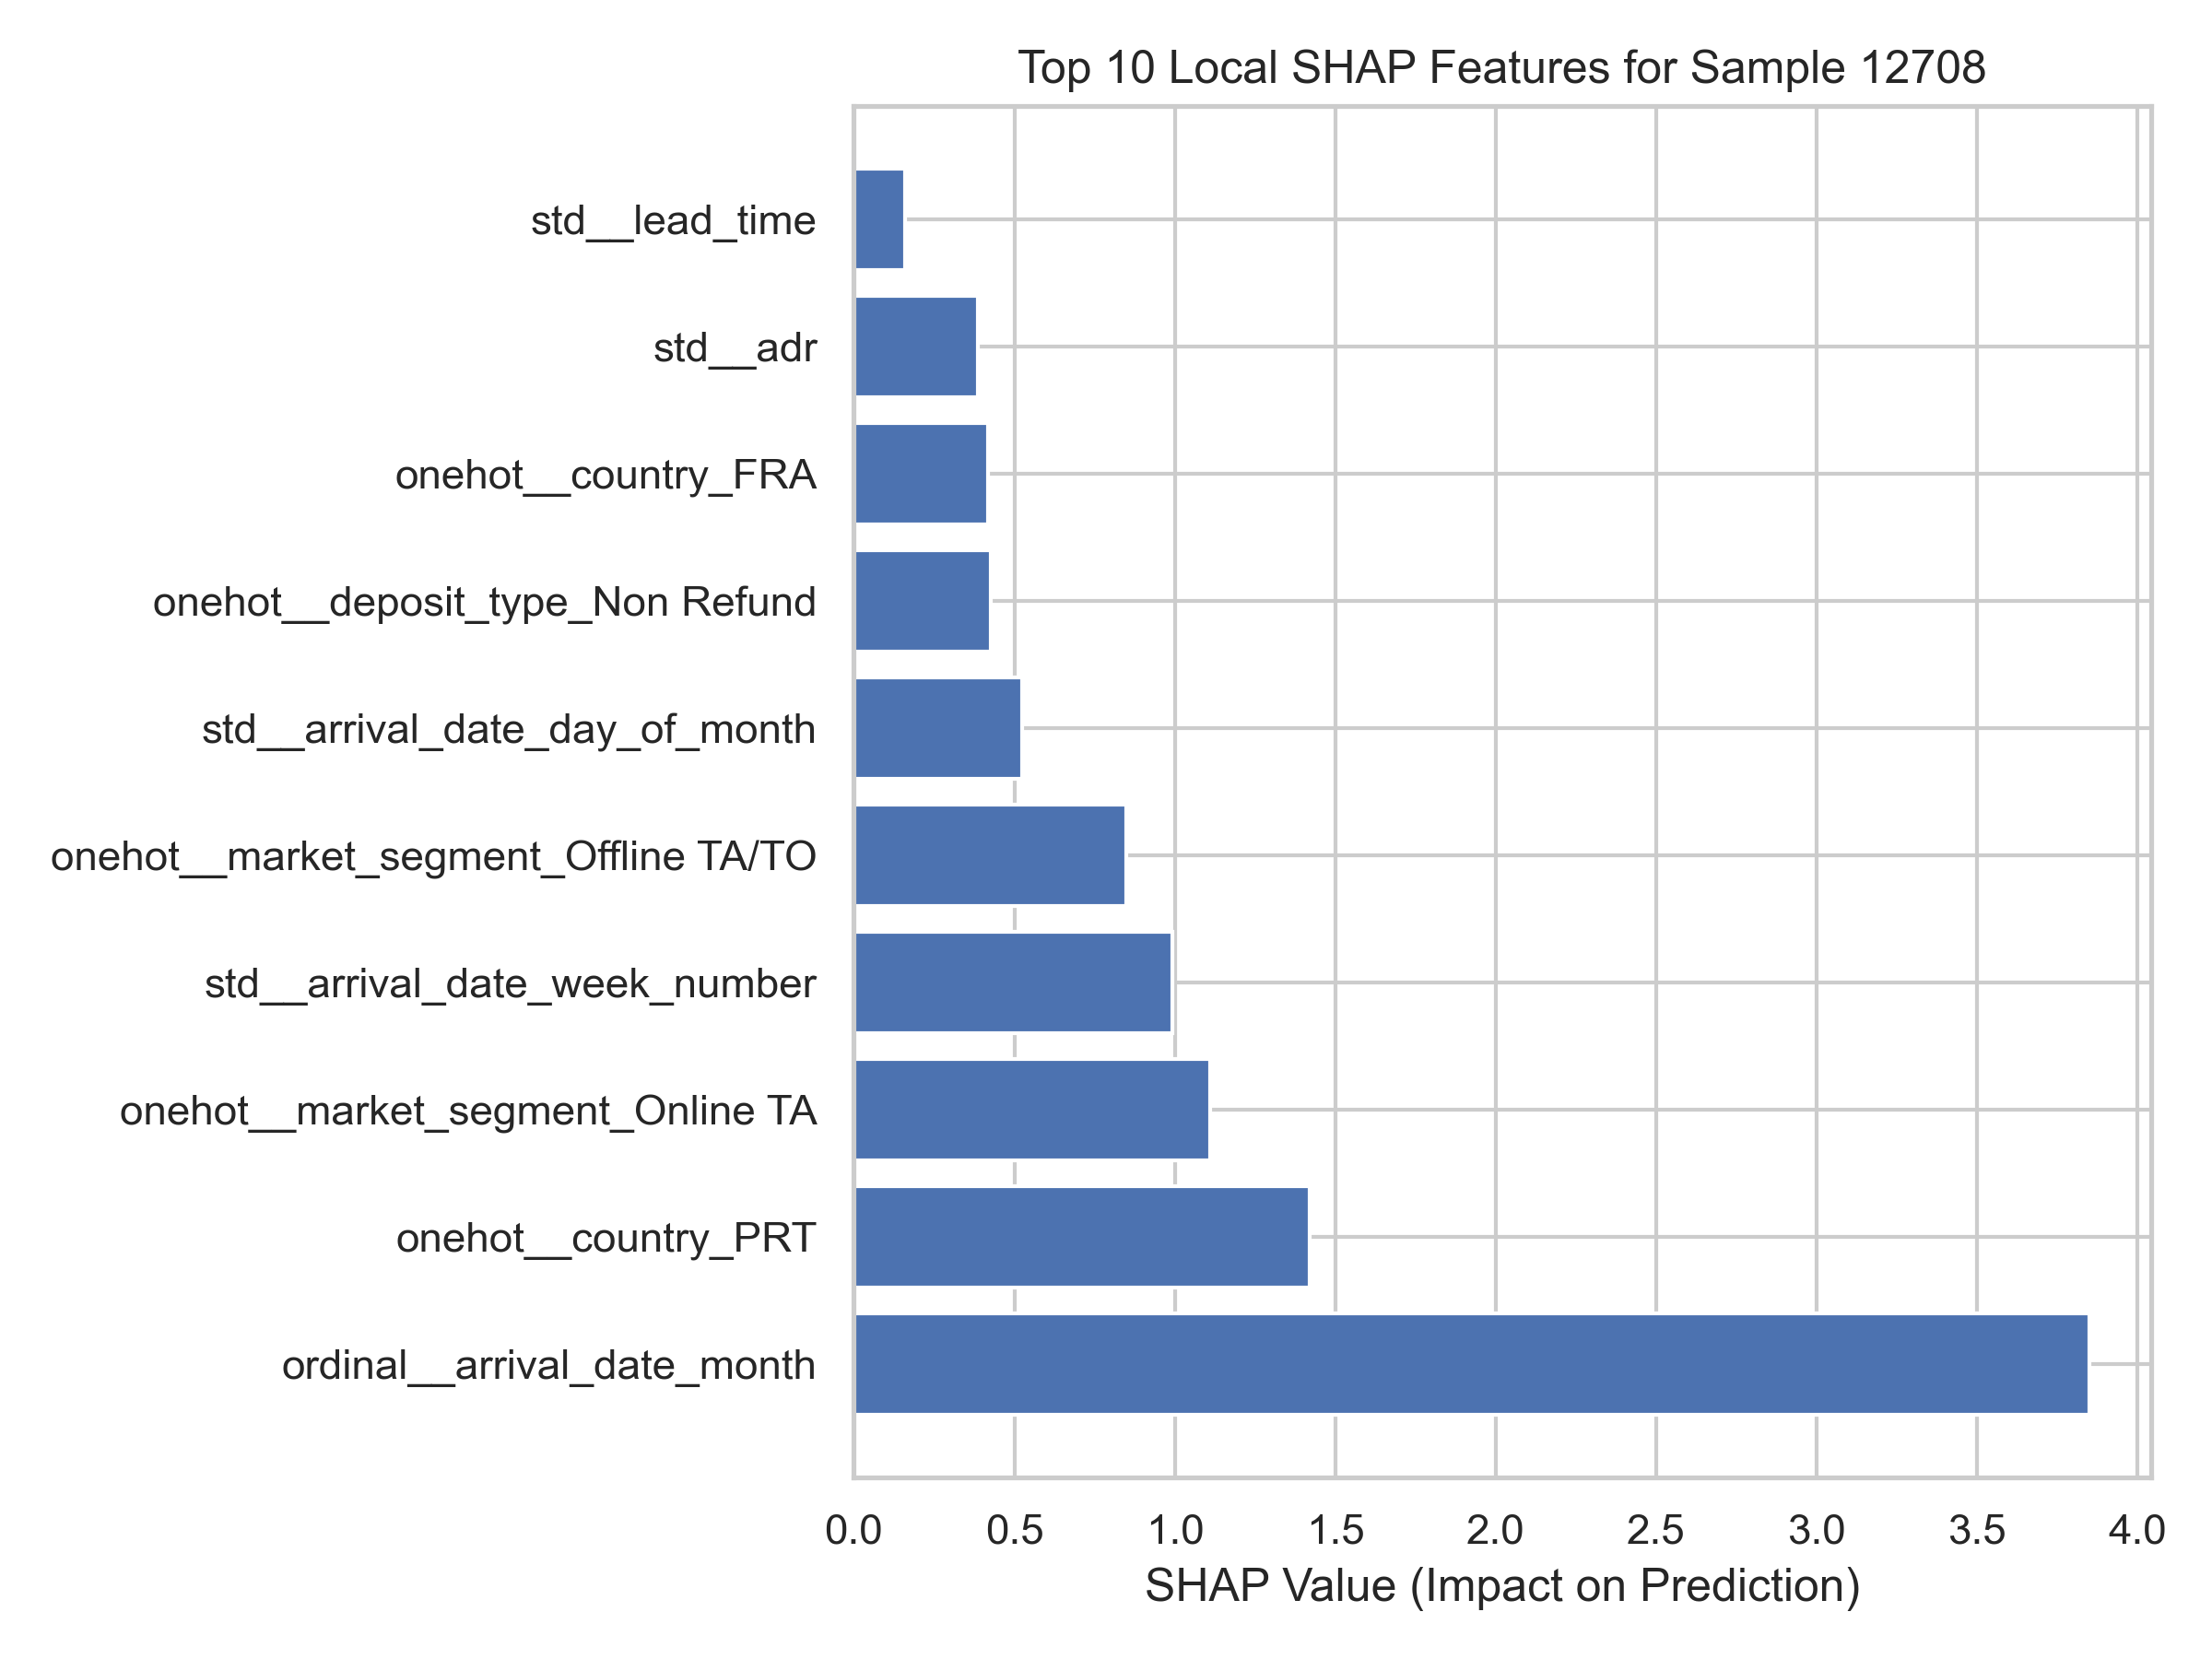 Top 10 Local SHAP Features for Sample 12708
std__lead_time
std__adr
onehot__country_FRA
onehot__deposit_type_Non Refund
std__arrival_date_day_of_month
onehot__market_segment_Offline TA/TO
std__arrival_date_week_number
onehot__market_segment_Online TA
onehot__country_PRT
ordinal__arrival_date_month
0.0 0.5 1.0 1.5 2.0 2.5 3.0 3.5 4.0
SHAP Value (Impact on Prediction)